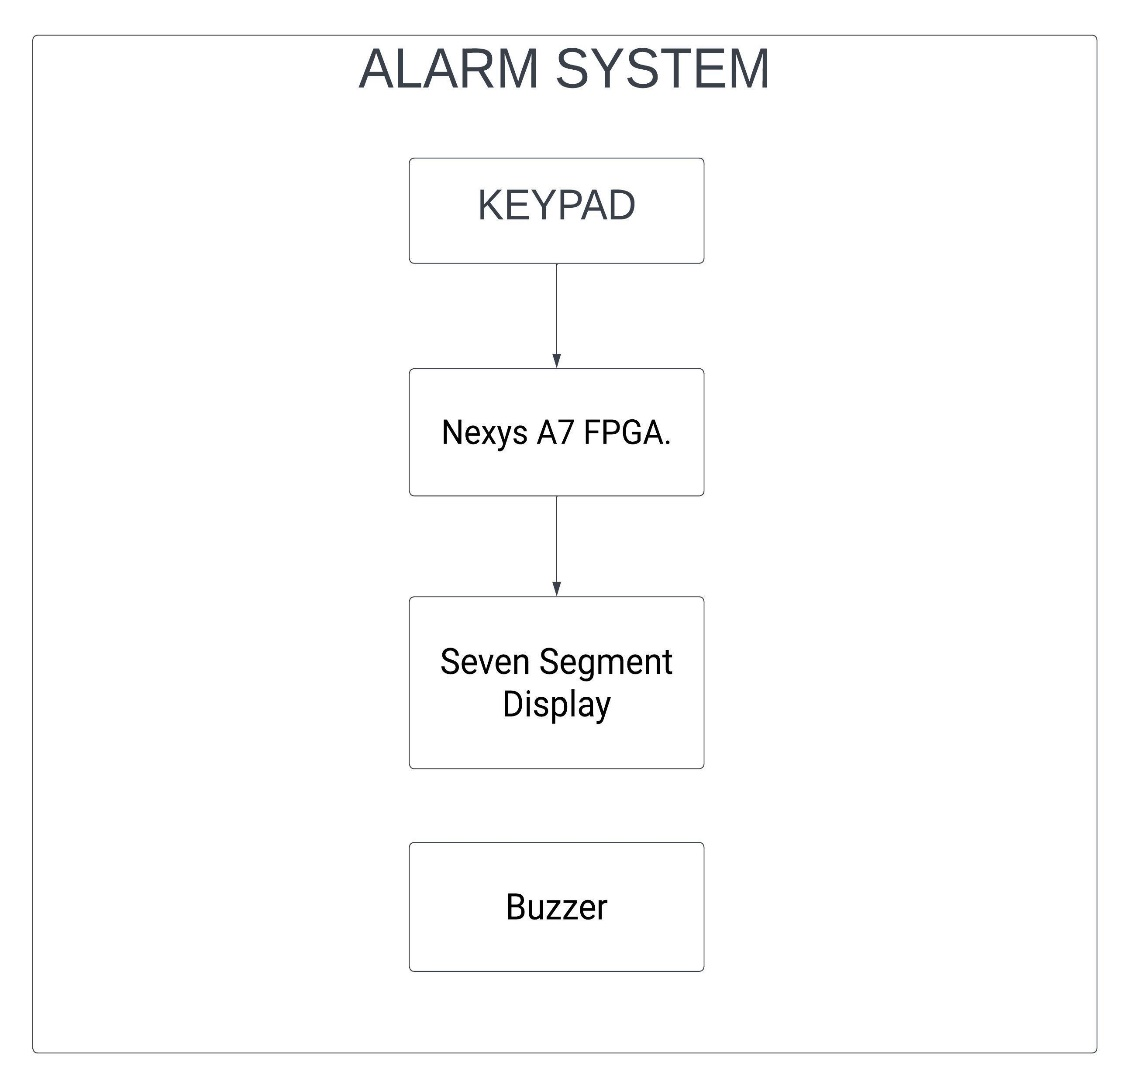 ALARM SYSTEM
KEYPAD
Nexys A7 FPGA.
Seven Segment
Display
Buzzer